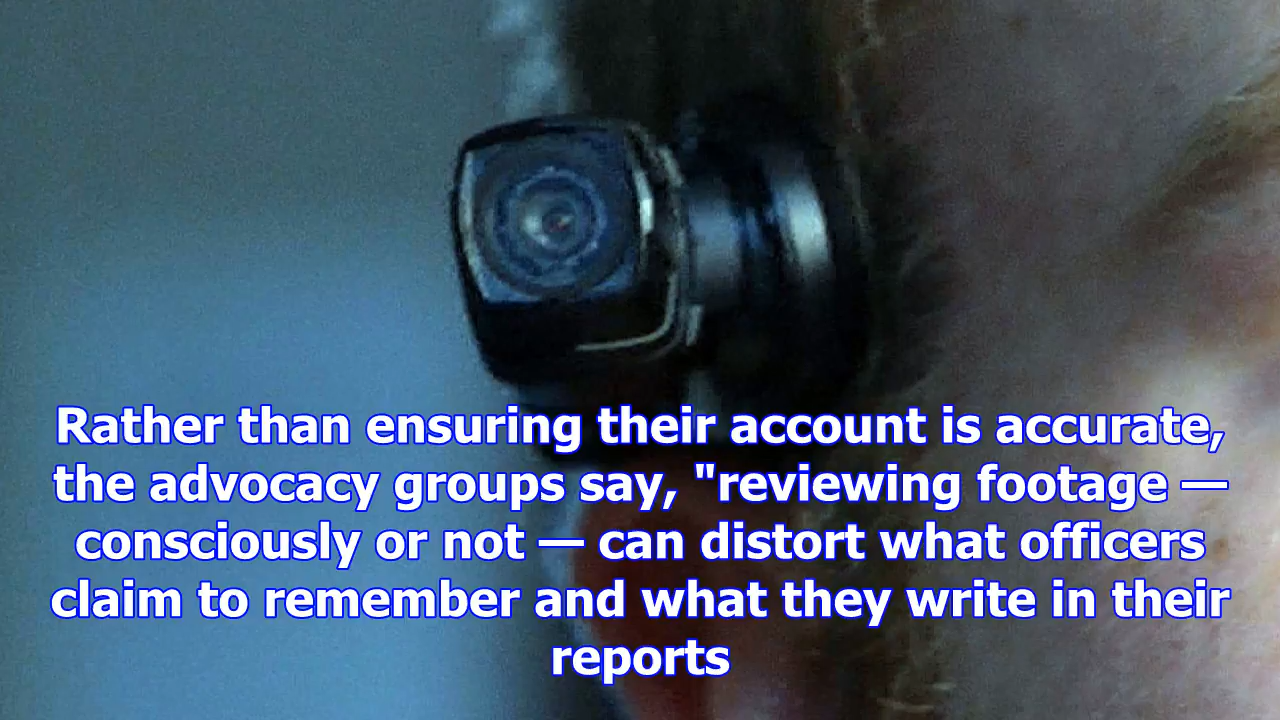 Rather than ensuring their account is accurate,
the advocacy groups say, "reviewing footage —
consciously or not — can distort what officers
claim to remember and what they write in their
reports